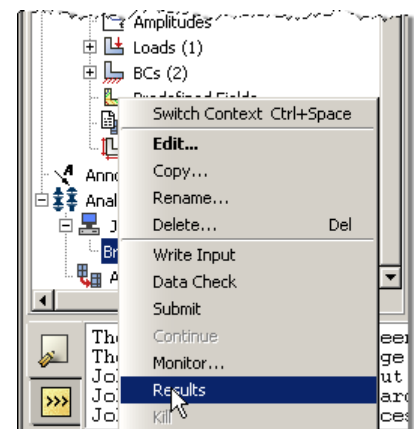 Amplitudes
Loads (1)
BCs (2)
Switch Context Ctrl+Space
Edit...
Copy...
Rename...
Delete... Del
Write Input
Data Check
Submit
Continue
Monitor...
Results
Kill